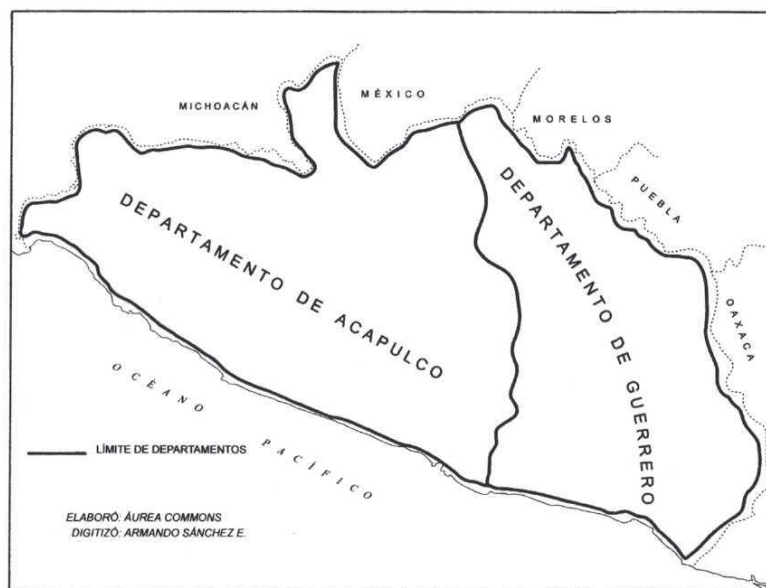 MICHOACÁN
MÉXICO
MORELOS
PUEBLA
OAXACA
DEPARTAMENTO DE ACAPULCO
DEPARTAMENTO DE GUERRERO
OCÉANO PACÍFICO
LÍMITE DE DEPARTAMENTOS
ELABORÓ: ÁUREA COMMONS
DIGITIZÓ: ARMANDO SÁNCHEZ E.